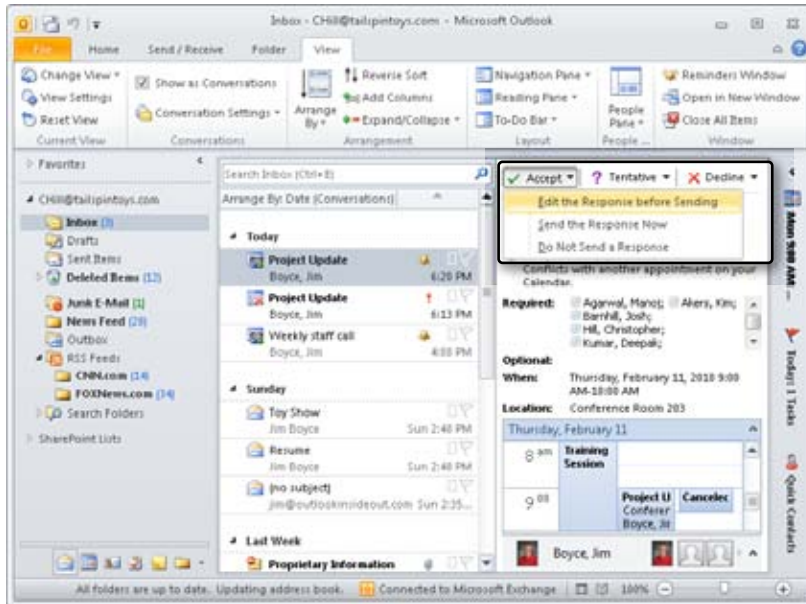 Inbox - CHill@tailspintoys.com - Microsoft Outlook
File Home Send / Receive Folder View
Change View
View Settings
Reset View
Current View
Show as Conversations
Conversation Settings
Conversations
Arrange By
Reverse Sort
Add Columns
Expand/Collapse
Arrangement
Navigation Pane
Reading Pane
To-Do Bar
Layout
People Pane
People ...
Reminders Window
Open in New Window
Close All Items
Window
Favorites
CHill@tailspintoys.com
Inbox (3)
Drafts
Sent Items
Deleted Items (12)
Junk E-Mail [1]
News Feed (29)
Outbox
RSS Feeds
CNN.com (14)
FOXNews.com (14)
Search Folders
SharePoint Lists
Search Inbox (Ctrl+E)
Arrange By: Date (Conversations)
Today
Project Update
Boyce, Jim 6:20 PM
Project Update
Boyce, Jim 6:13 PM
Weekly staff call
Boyce, Jim 4:00 PM
Sunday
Toy Show
Jim Boyce Sun 2:40 PM
Resume
Jim Boyce Sun 2:40 PM
(no subject)
jim@outlookinsideout.com Sun 2:35...
Last Week
Proprietary Information
Accept Tentative Decline
Edit the Response before Sending
Send the Response Now
Do Not Send a Response
Conflicts with another appointment on your
Calendar.
Required: Agarwal, Manoj; Akers, Kim;
Barnhill, Josh;
Hill, Christopher;
Kumar, Deepak;
Optional:
When: Thursday, February 11, 2010 9:00
AM-10:00 AM
Location: Conference Room 203
Thursday, February 11
8 am Training
Session
9 00 Project U Cancelec
Conferer
Boyce, Jir
Boyce, Jim
Mon 9:00 AM ...
Today: 1 Tasks
Quick Contacts
All folders are up to date. Updating address book. Connected to Microsoft Exchange 100%